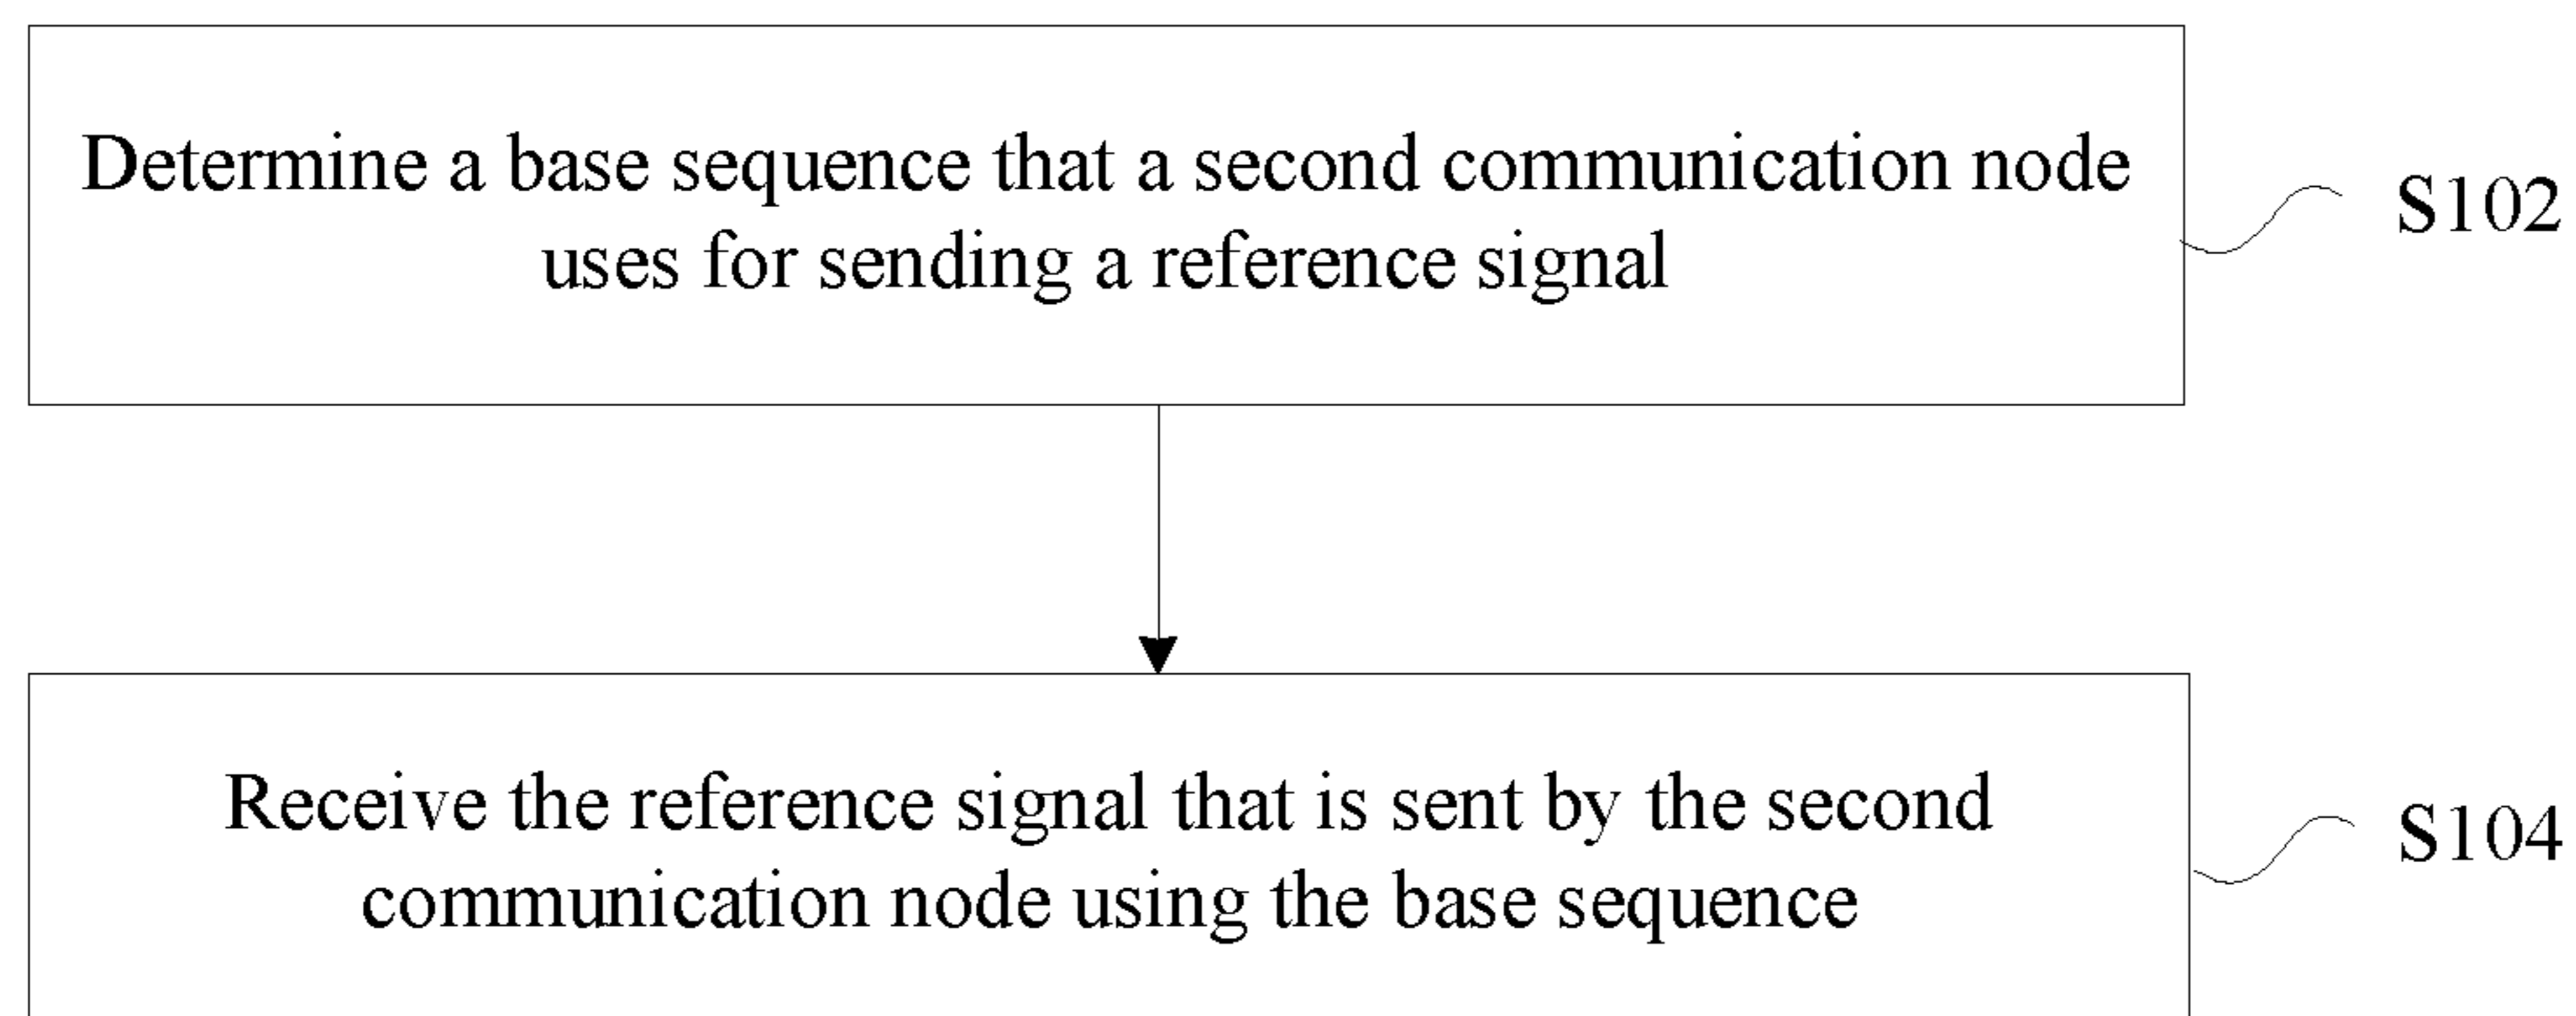 Determine a base sequence that a second communication node
uses for sending a reference signal
S102
Receive the reference signal that is sent by the second
communication node using the base sequence
S104